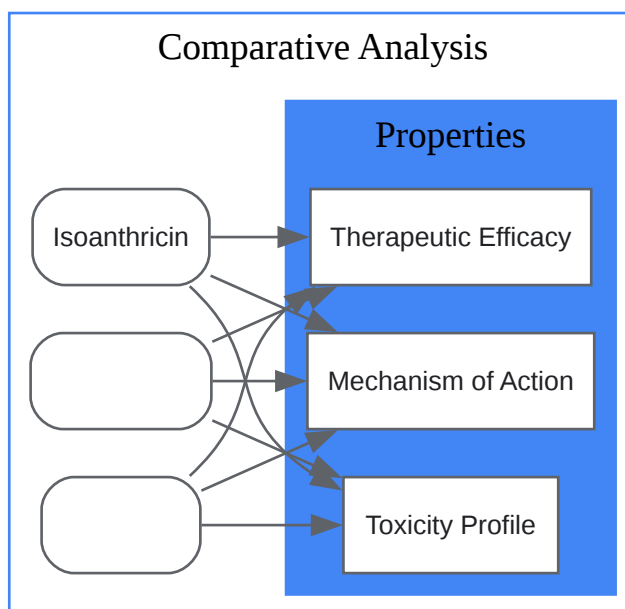 Comparative Analysis
Properties
Isoanthricin
Therapeutic Efficacy
Mechanism of Action
Toxicity Profile